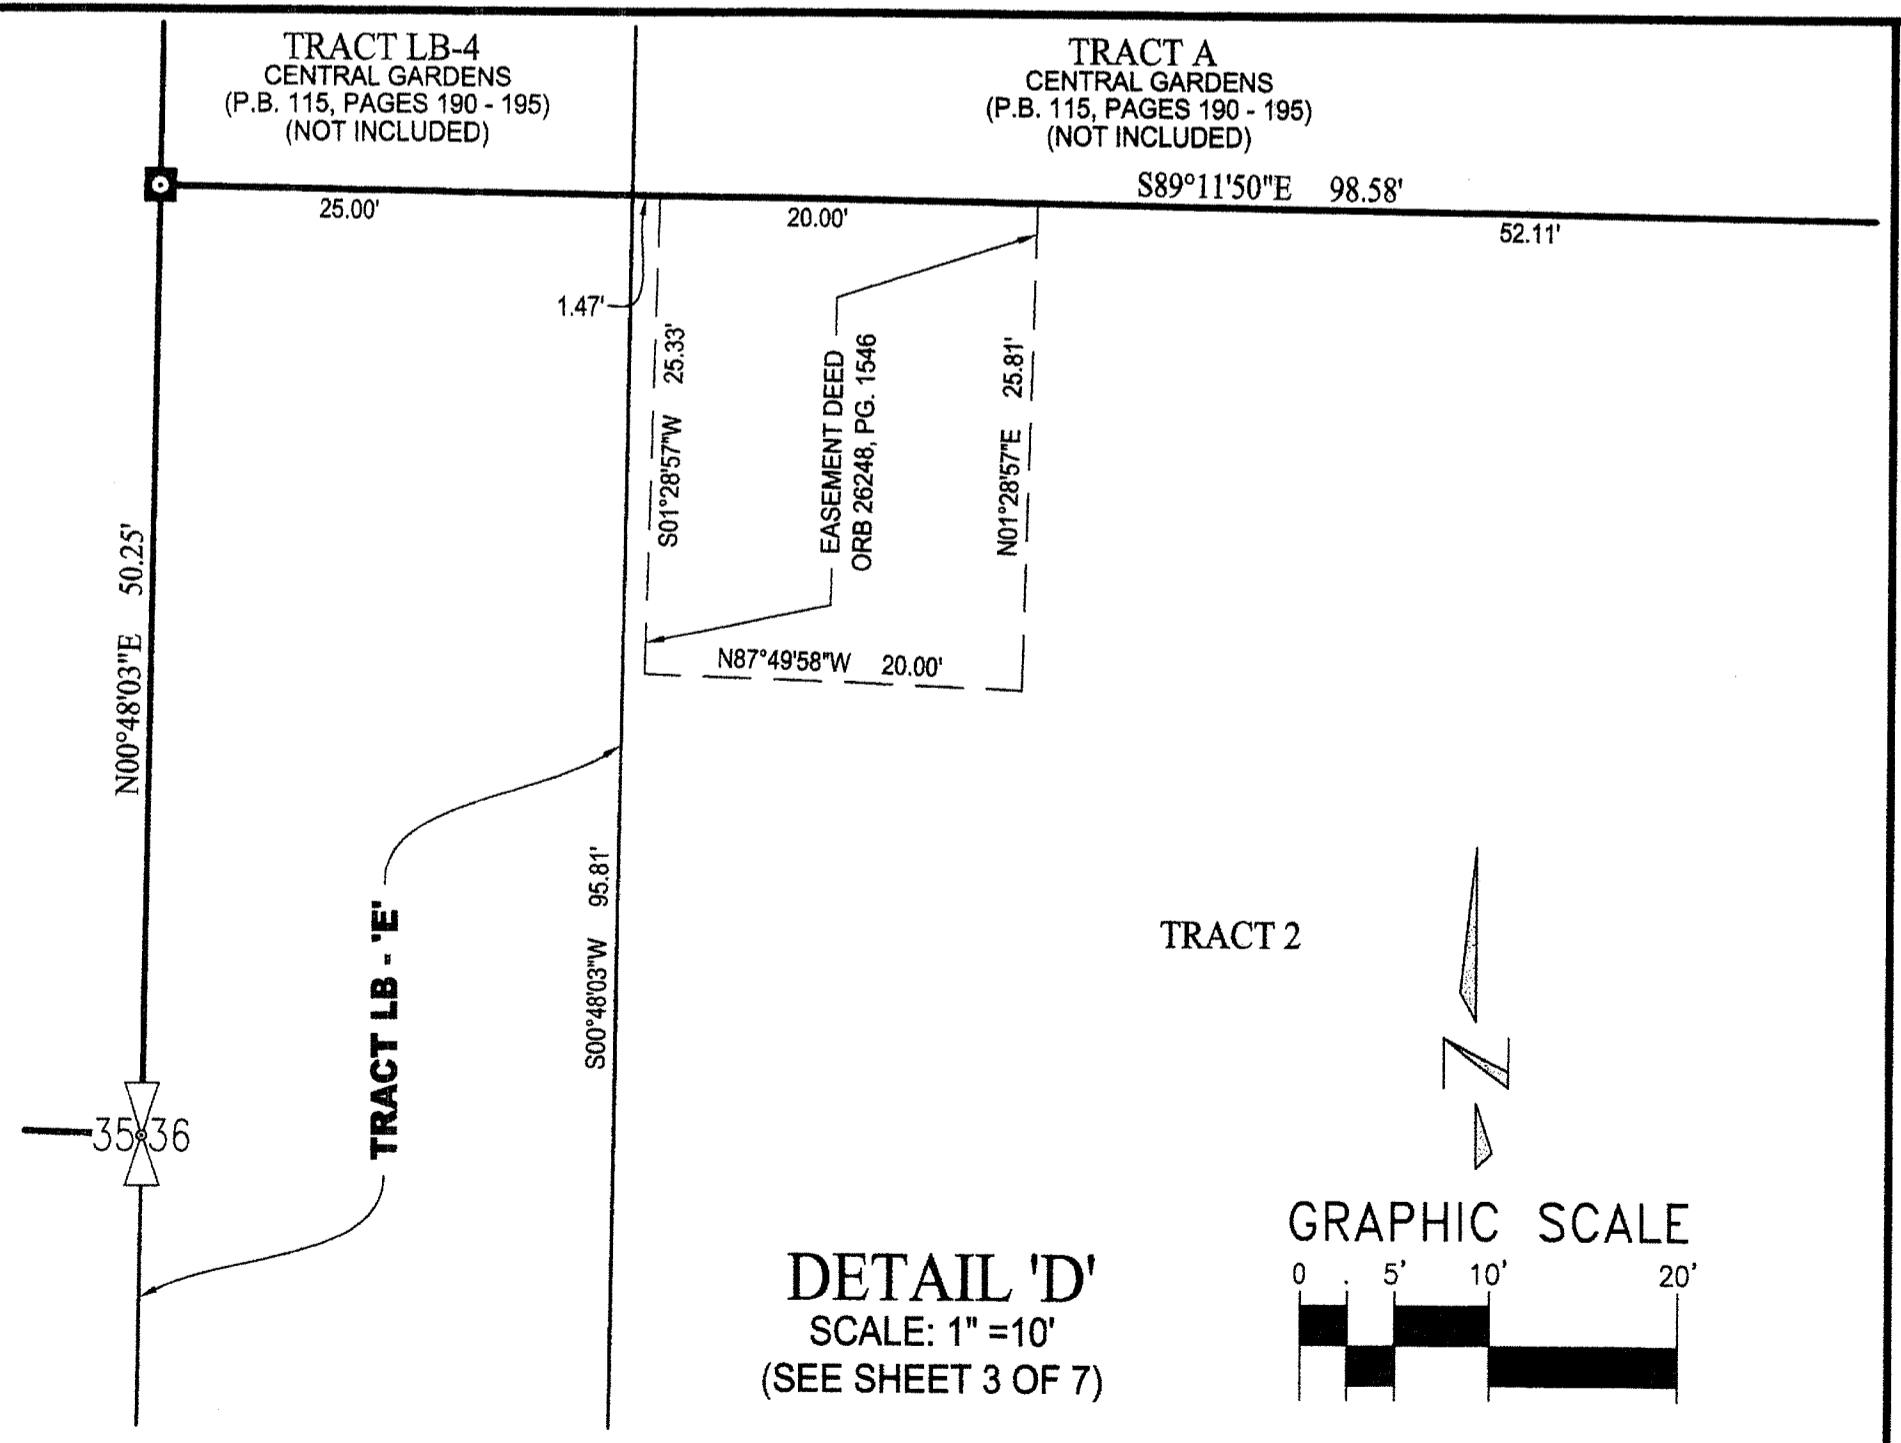 TRACT LB-4
CENTRAL GARDENS
(P.B. 115, PAGES 190 - 195)
(NOT INCLUDED)
TRACT A
CENTRAL GARDENS
(P.B. 115, PAGES 190 - 195)
(NOT INCLUDED)
S89°11'50"E 98.58'
25.00'
20.00'
52.11'
1.47'
S01°28'57"W 25.33'
EASEMENT DEED
ORB 26248, PG. 1546
N01°28'57"E 25.81'
N87°49'58"W 20.00'
N00°48'03"E 50.25'
S00°48'03"W 95.81'
TRACT LB - 'E'
TRACT 2
35 36
N
DETAIL 'D'
SCALE: 1" =10'
(SEE SHEET 3 OF 7)
GRAPHIC SCALE
0 5' 10' 20'